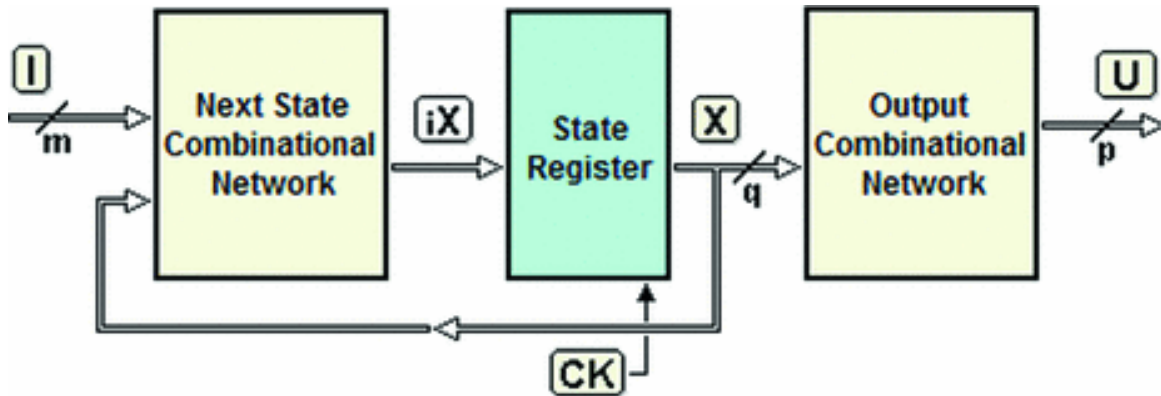 I
m
Next State
Combinational
Network
iX
State
Register
X
q
Output
Combinational
Network
U
p
CK